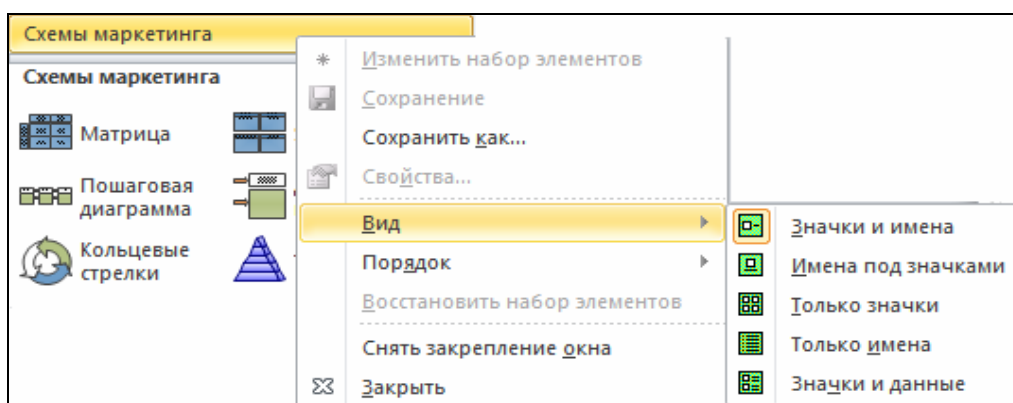 Схемы маркетинга
Схемы маркетинга
Матрица
Пошаговая
диаграмма
Кольцевые
стрелки
Изменить набор элементов
Сохранение
Сохранить как...
Свойства...
Вид
Порядок
Восстановить набор элементов
Снять закрепление окна
Закрыть
Значки и имена
Имена под значками
Только значки
Только имена
Значки и данные